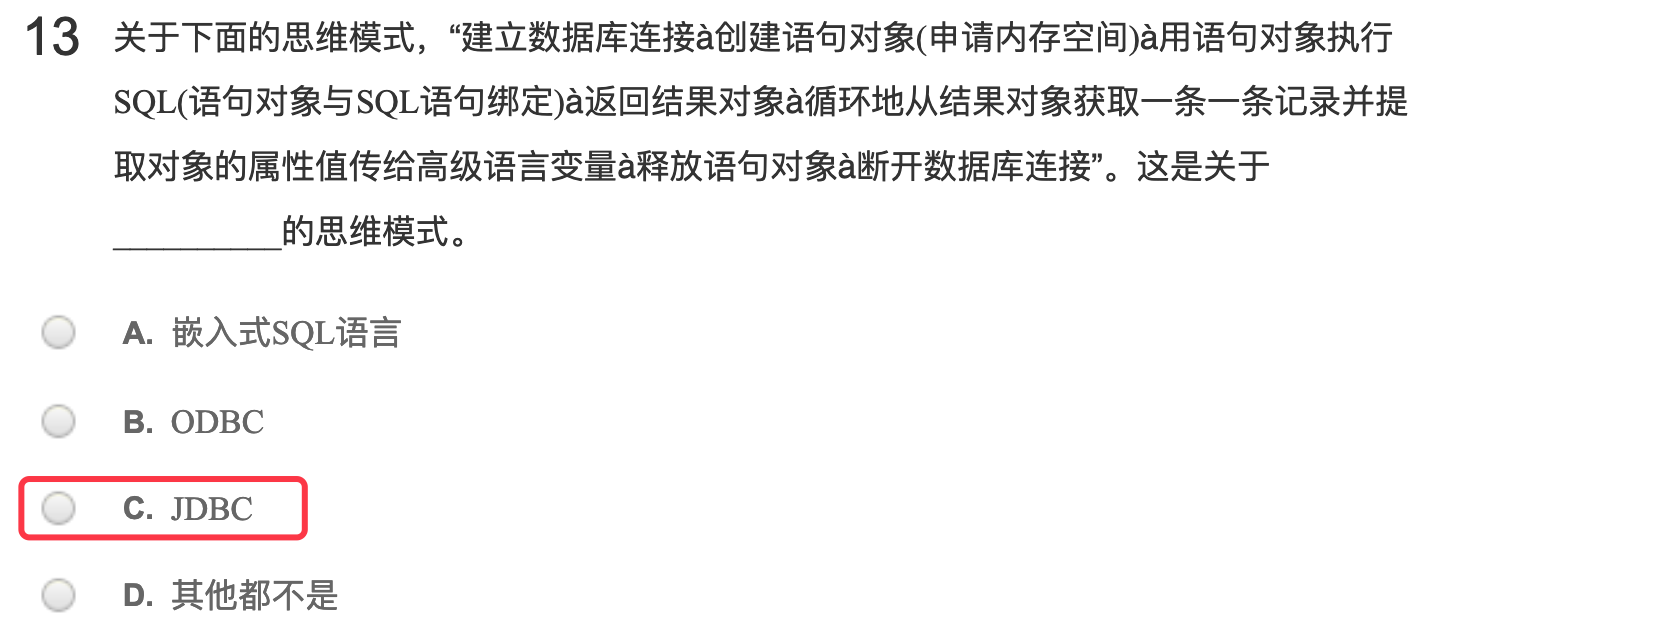 13 关于下面的思维模式，“建立数据库连接à创建语句对象(申请内存空间)à用语句对象执行
SQL(语句对象与SQL语句绑定)à返回结果对象à循环地从结果对象获取一条一条记录并提
取对象的属性值传给高级语言变量à释放语句对象à断开数据库连接”。这是关于
__________的思维模式。
A. 嵌入式SQL语言
B. ODBC
C. JDBC
D. 其他都不是